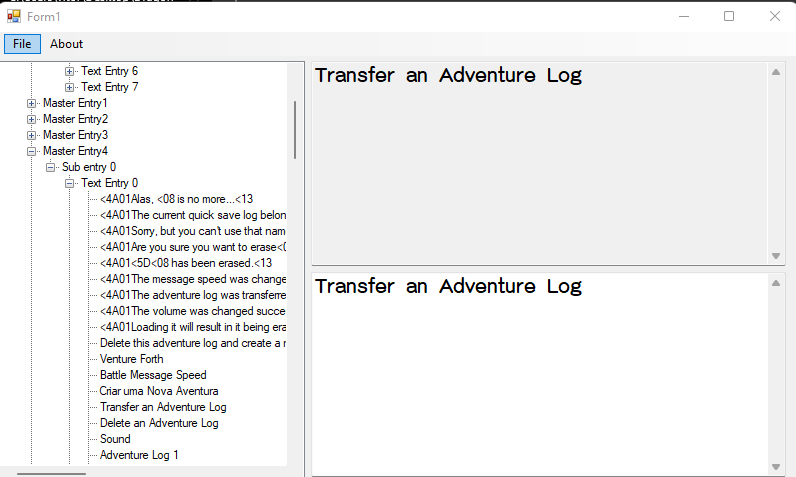 Form1
File About
Text Entry 6
Text Entry 7
Master Entry1
Master Entry2
Master Entry3
Master Entry4
Sub entry 0
Text Entry 0
<4A01Alas, <08 is no more...<13
<4A01The current quick save log belon
<4A01Sorry, but you can't use that nam
<4A01Are you sure you want to erase<0
<4A01<5D<08 has been erased.<13
<4A01The message speed was change
<4A01The adventure log was transferre
<4A01The volume was changed succe
<4A01Loading it will result in it being era
Delete this adventure log and create a r
Venture Forth
Battle Message Speed
Criar uma Nova Aventura
Transfer an Adventure Log
Delete an Adventure Log
Sound
Adventure Log 1
Transfer an Adventure Log
Transfer an Adventure Log